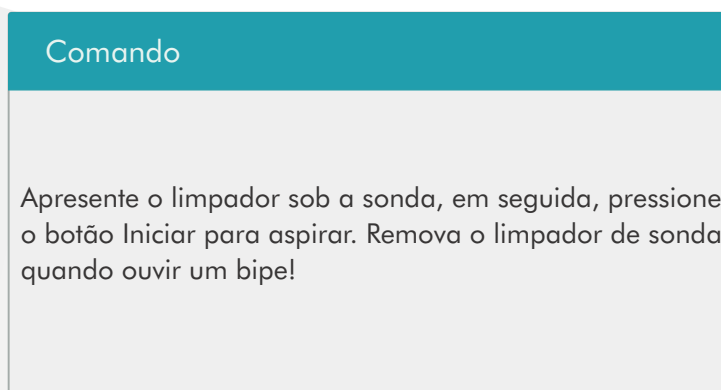 Comando
Apresente o limpador sob a sonda, em seguida, pressione
o botão Iniciar para aspirar. Remova o limpador de sonda
quando ouvir um bipe!